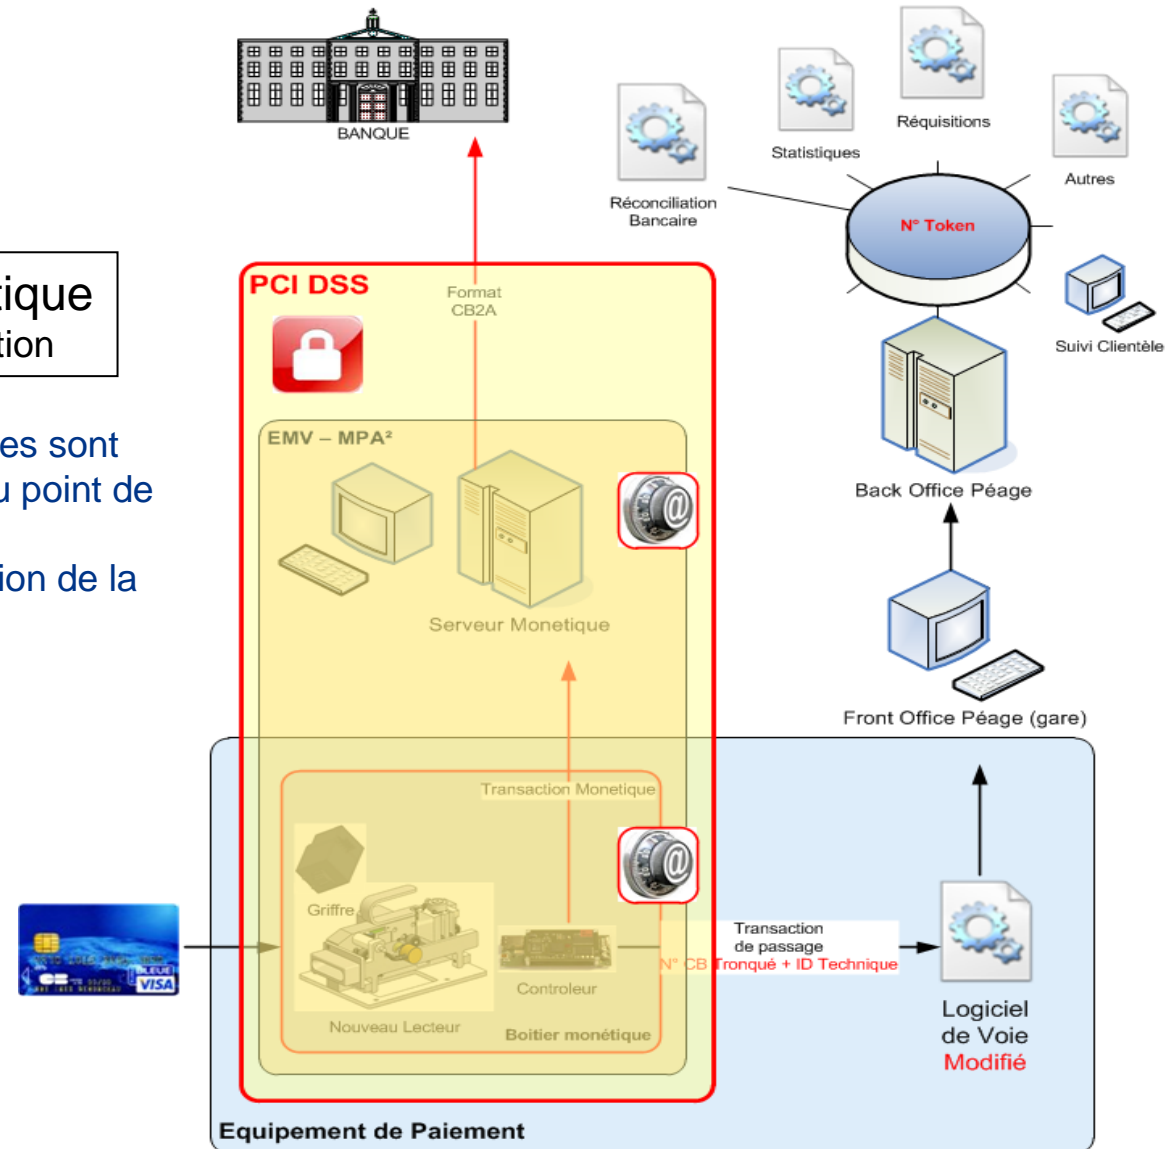 BANQUE
Réconciliation
Bancaire
Statistiques
Réquisitions
Autres
N° Token
Suivi Clientèle
Back Office Péage
Front Office Péage (gare)
tique
tion
es sont
u point de
ion de la
PCI DSS
Format
CB2A
EMV – MPA²
@
Serveur Monetique
Transaction Monetique
@
Griffre
Nouveau Lecteur
Controleur
Boitier monétique
Transaction
de passage
N° CB Tronqué + ID Technique
Logiciel
de Voie
Modifié
BLEUE
VISA
Equipement de Paiement